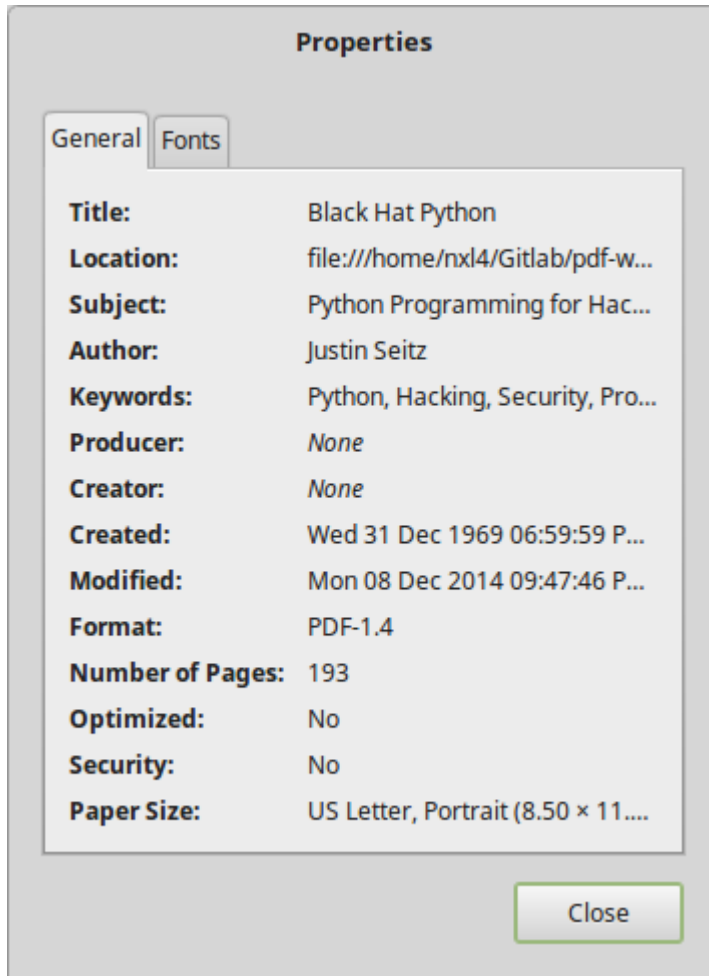 Properties
General Fonts
Title: Black Hat Python
Location: file:///home/nxl4/Gitlab/pdf-w...
Subject: Python Programming for Hac...
Author: Justin Seitz
Keywords: Python, Hacking, Security, Pro...
Producer: None
Creator: None
Created: Wed 31 Dec 1969 06:59:59 P...
Modified: Mon 08 Dec 2014 09:47:46 P...
Format: PDF-1.4
Number of Pages: 193
Optimized: No
Security: No
Paper Size: US Letter, Portrait (8.50 × 11....
Close